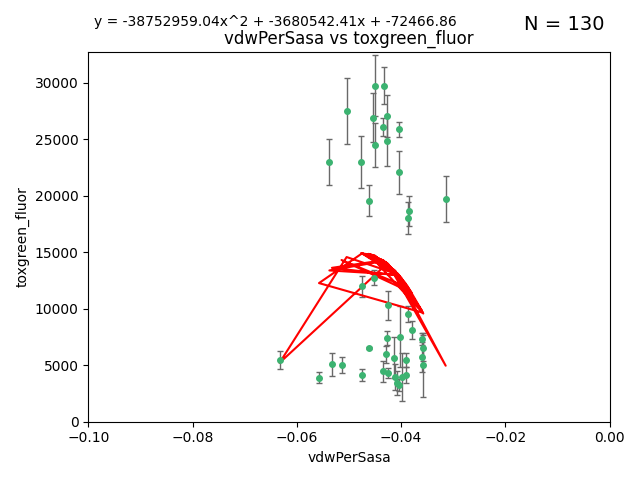 y = -38752959.04x^2 + -3680542.41x + -72466.86
N = 130
vdwPerSasa vs toxgreen_fluor
30000
25000
20000
15000
10000
5000
0
toxgreen_fluor
−0.10 −0.08 −0.06 −0.04 −0.02 0.00
vdwPerSasa